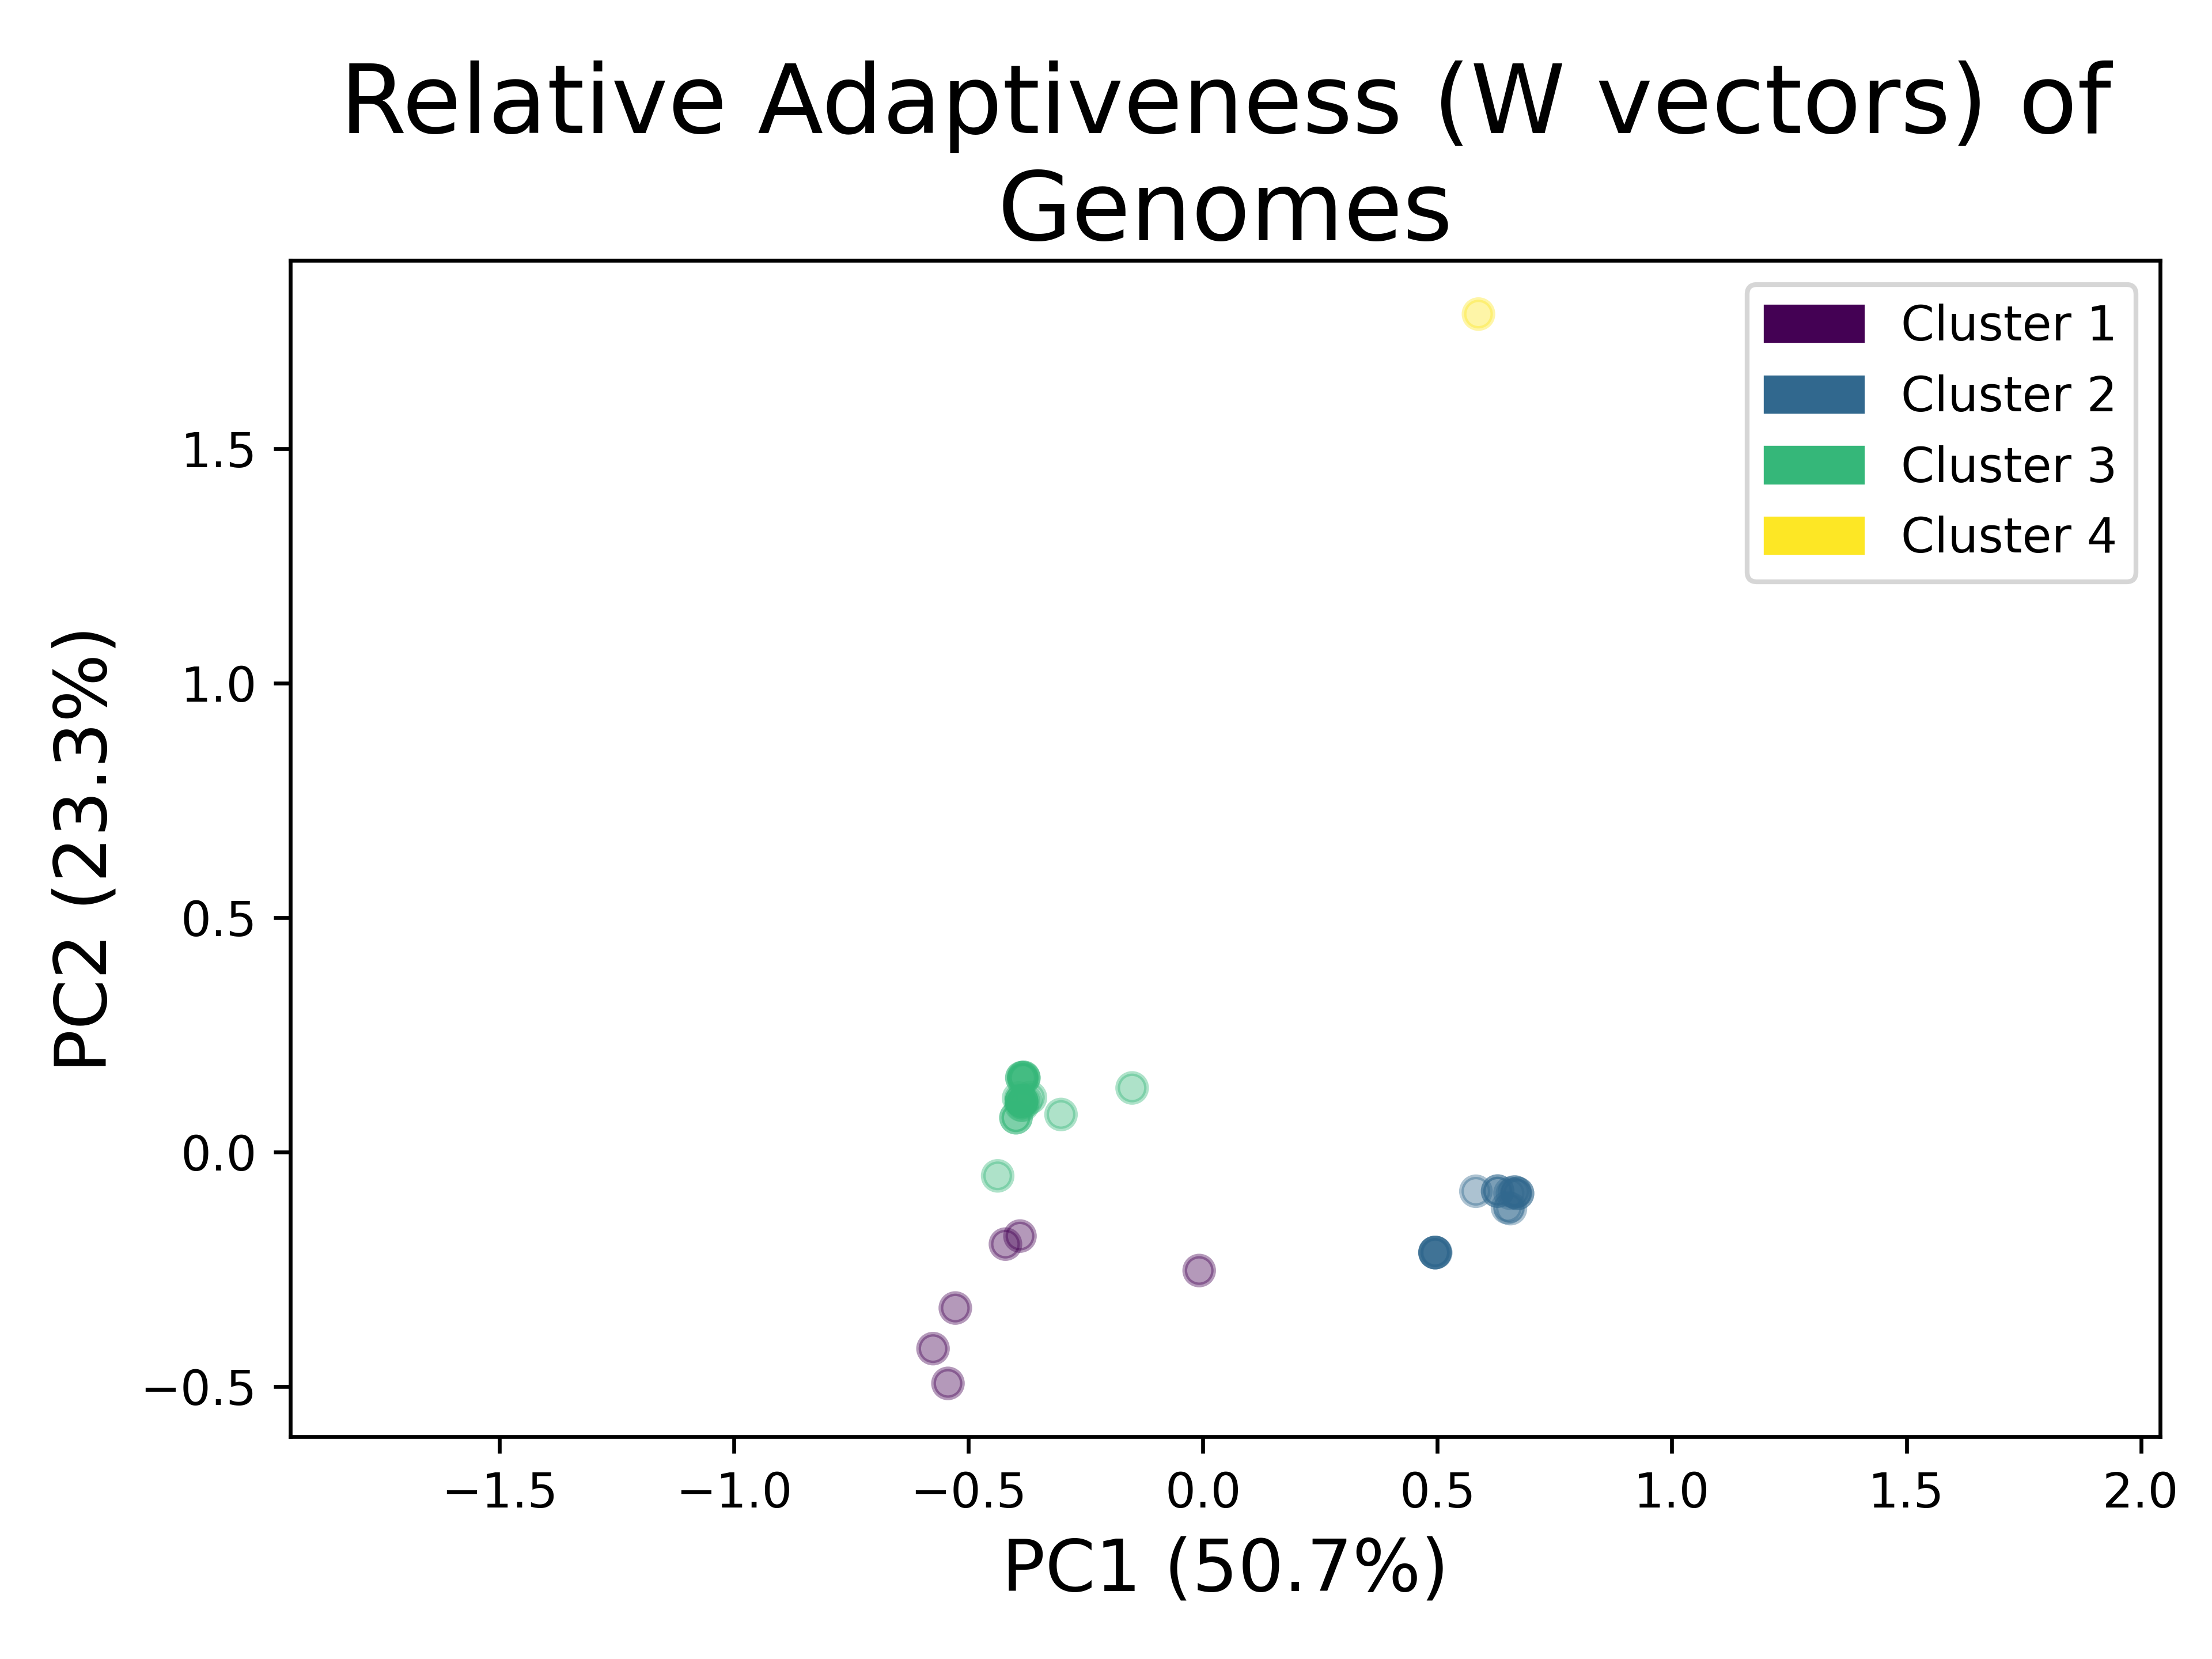 Relative Adaptiveness (W vectors) of
Genomes
Cluster 1
Cluster 2
Cluster 3
Cluster 4
PC2 (23.3%)
1.5
1.0
0.5
0.0
−0.5
−1.5 −1.0 −0.5 0.0 0.5 1.0 1.5 2.0
PC1 (50.7%)